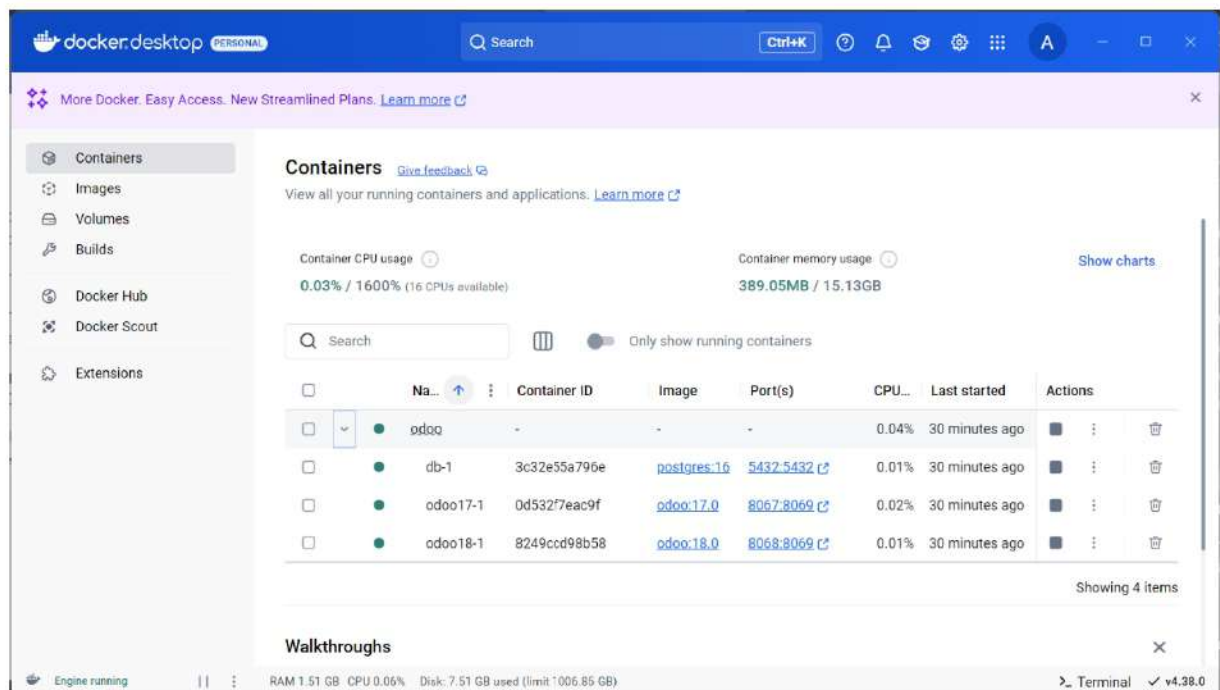 docker.desktop PERSONAL
Search
Ctrl+K
A
More Docker. Easy Access. New Streamlined Plans. Learn more
Containers
Images
Volumes
Builds
Docker Hub
Docker Scout
Extensions
Containers Give feedback
View all your running containers and applications. Learn more
Container CPU usage
0.03% / 1600% (16 CPUs available)
Container memory usage
389.05MB / 15.13GB
Show charts
Search
Only show running containers
Na... Container ID Image Port(s) CPU... Last started Actions
odoo - - - 0.04% 30 minutes ago
db-1 3c32e55a796e postgres:16 5432:5432 0.01% 30 minutes ago
odoo17-1 0d532f7eac9f odoo:17.0 8067:8069 0.02% 30 minutes ago
odoo18-1 8249ccd98b58 odoo:18.0 8068:8069 0.01% 30 minutes ago
Showing 4 items
Walkthroughs
Engine running
RAM 1.51 GB CPU 0.06% Disk: 7.51 GB used (limit 1006.85 GB)
>_ Terminal
v4.38.0